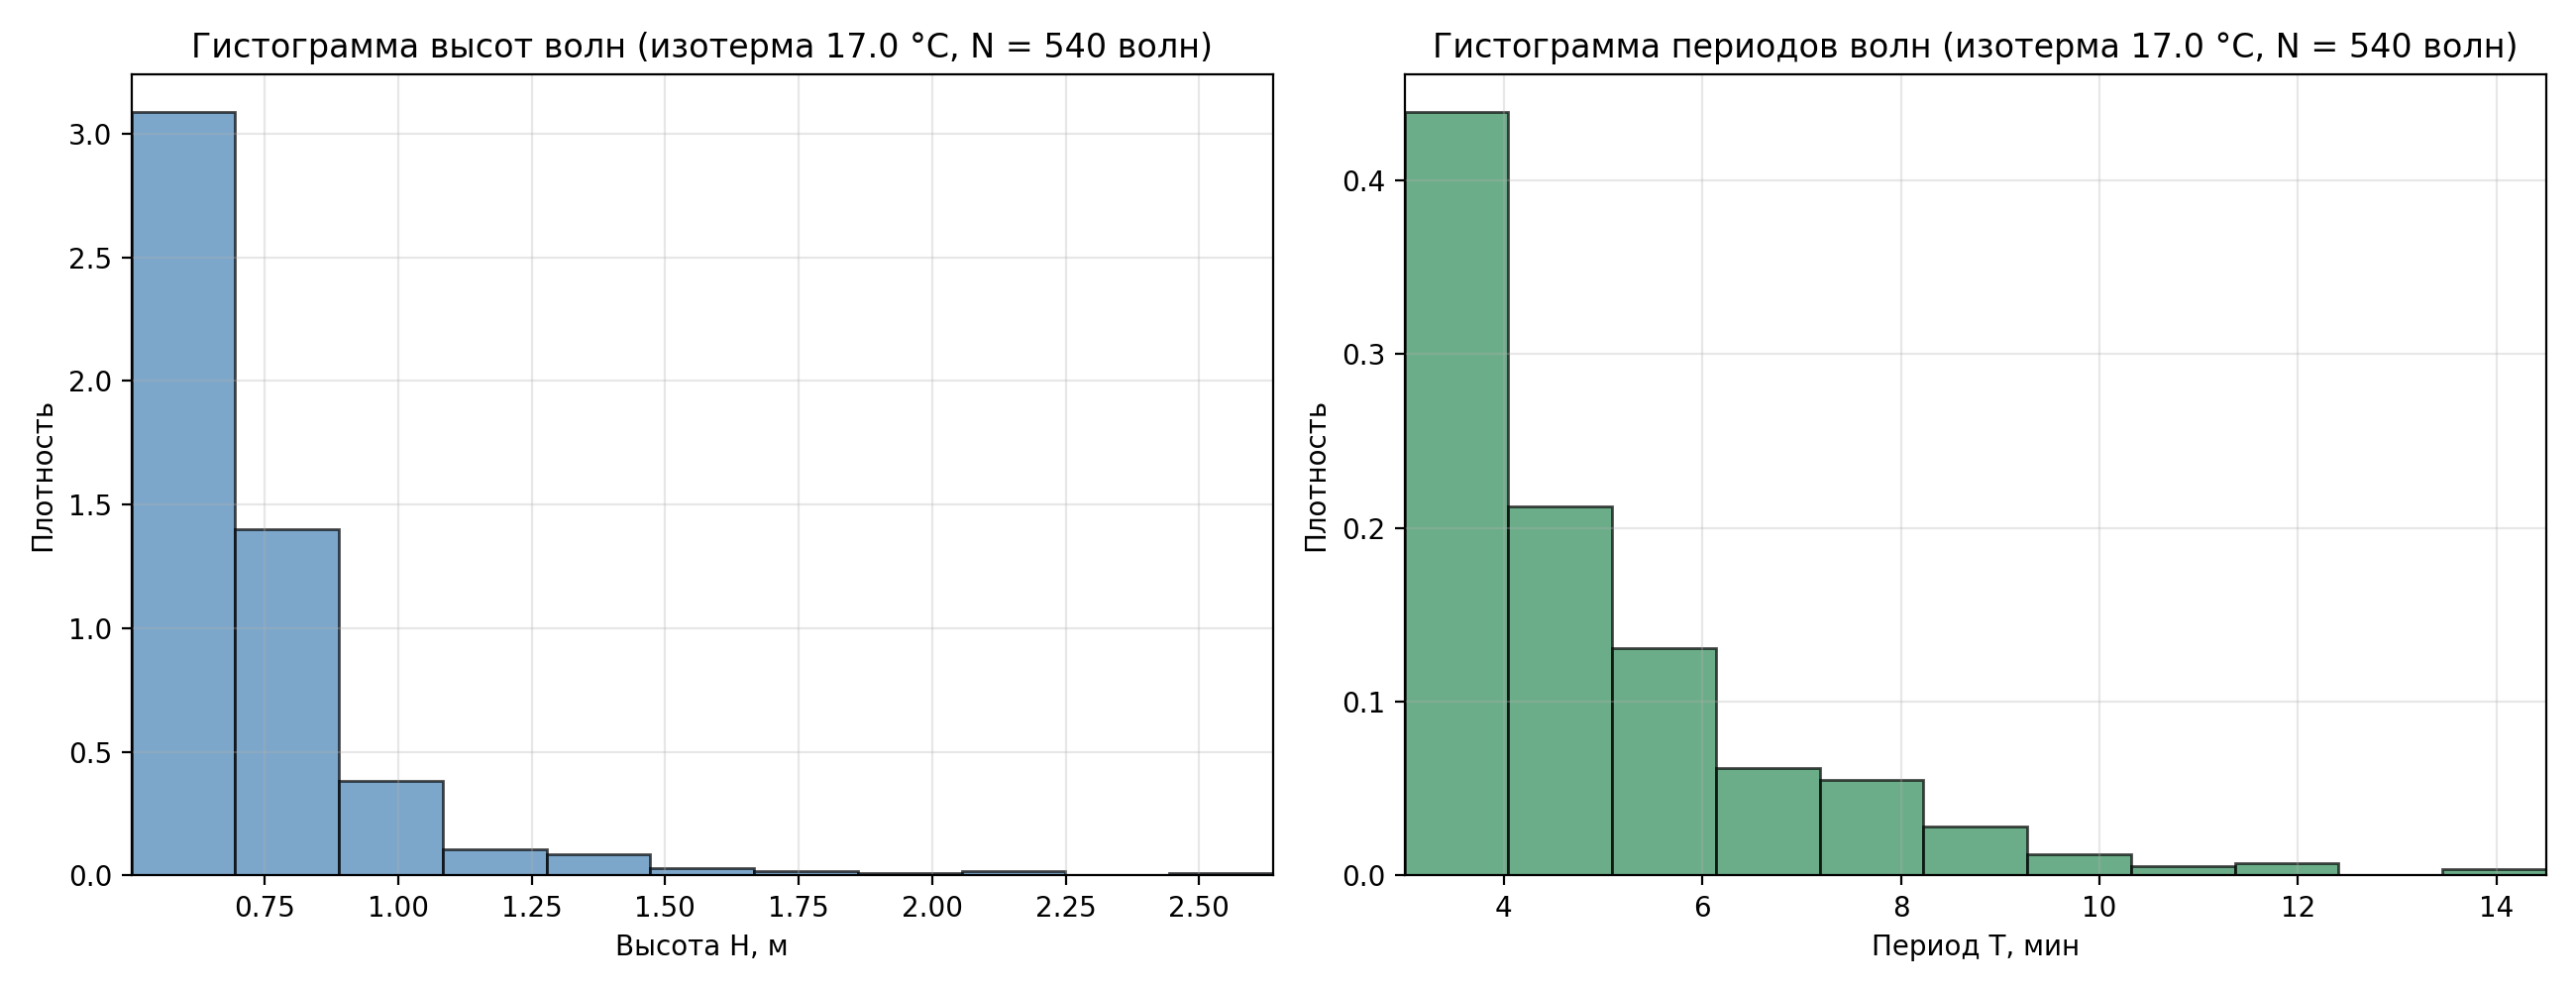 Гистограмма высот волн (изотерма 17.0 °C, N = 540 волн)
Плотность
3.0
2.5
2.0
1.5
1.0
0.5
0.0
0.75 1.00 1.25 1.50 1.75 2.00 2.25 2.50
Высота H, м
Гистограмма периодов волн (изотерма 17.0 °C, N = 540 волн)
Плотность
0.4
0.3
0.2
0.1
0.0
4 6 8 10 12 14
Период T, мин